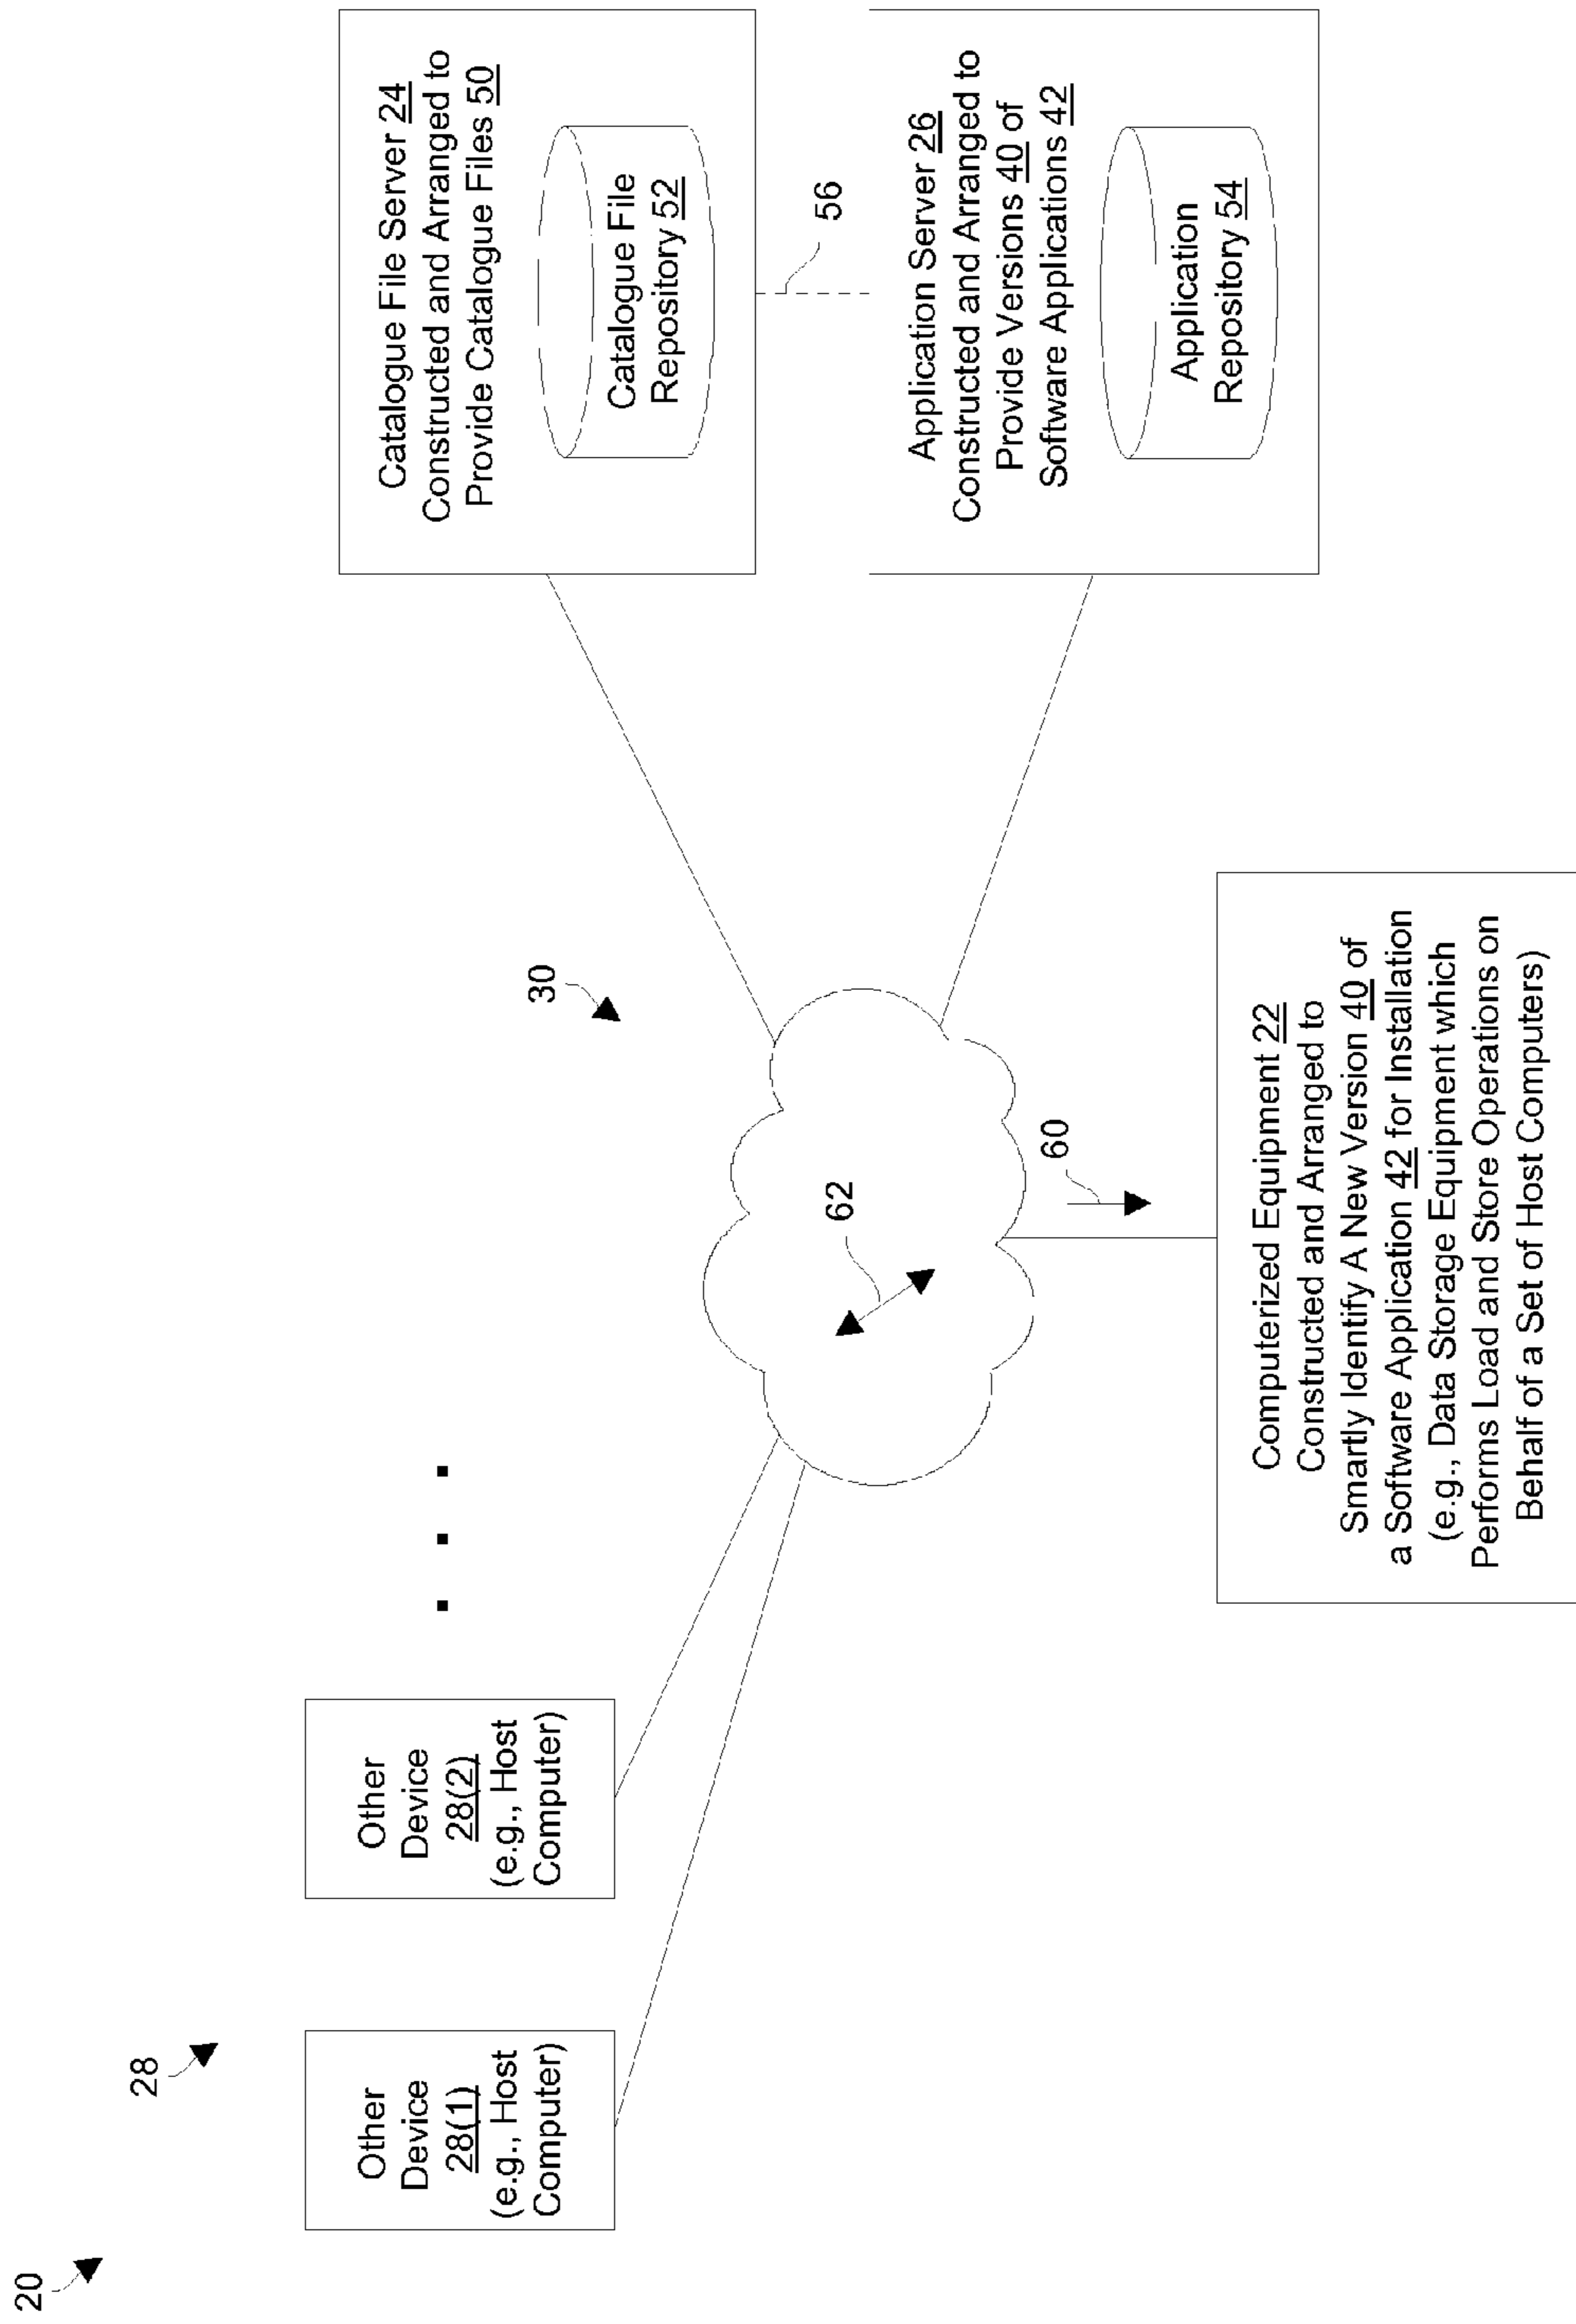 20
28
Other
Device
28(1)
(e.g., Host
Computer)
Other
Device
28(2)
(e.g., Host
Computer)
30
Catalogue File Server 24
Constructed and Arranged to
Provide Catalogue Files 50
Catalogue File
Repository 52
56
62
60
Application Server 26
Constructed and Arranged to
Provide Versions 40 of
Software Applications 42
Application
Repository 54
Computerized Equipment 22
Constructed and Arranged to
Smartly Identify A New Version 40 of
a Software Application 42 for Installation
(e.g., Data Storage Equipment which
Performs Load and Store Operations on
Behalf of a Set of Host Computers)